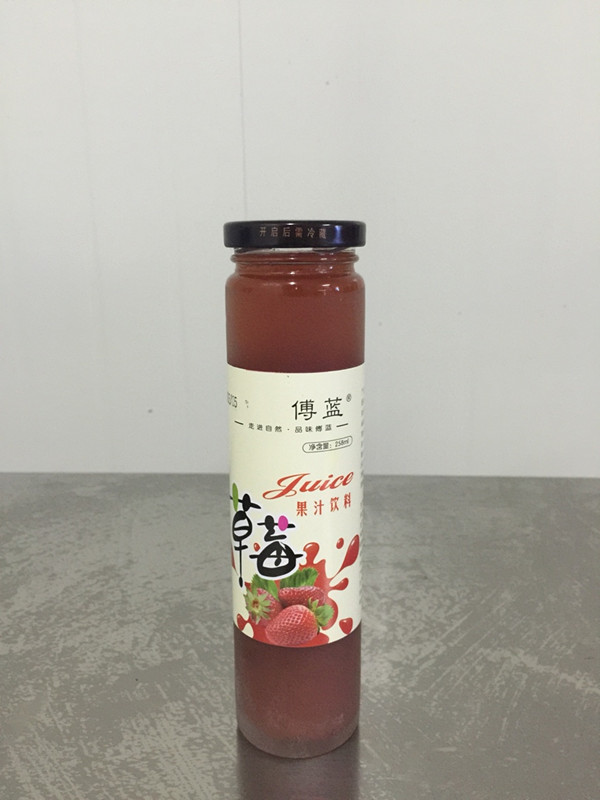 开启后需冷藏
傅蓝®
走进自然·品味傅蓝
净含量：258ml
Juice
果汁饮料
草莓